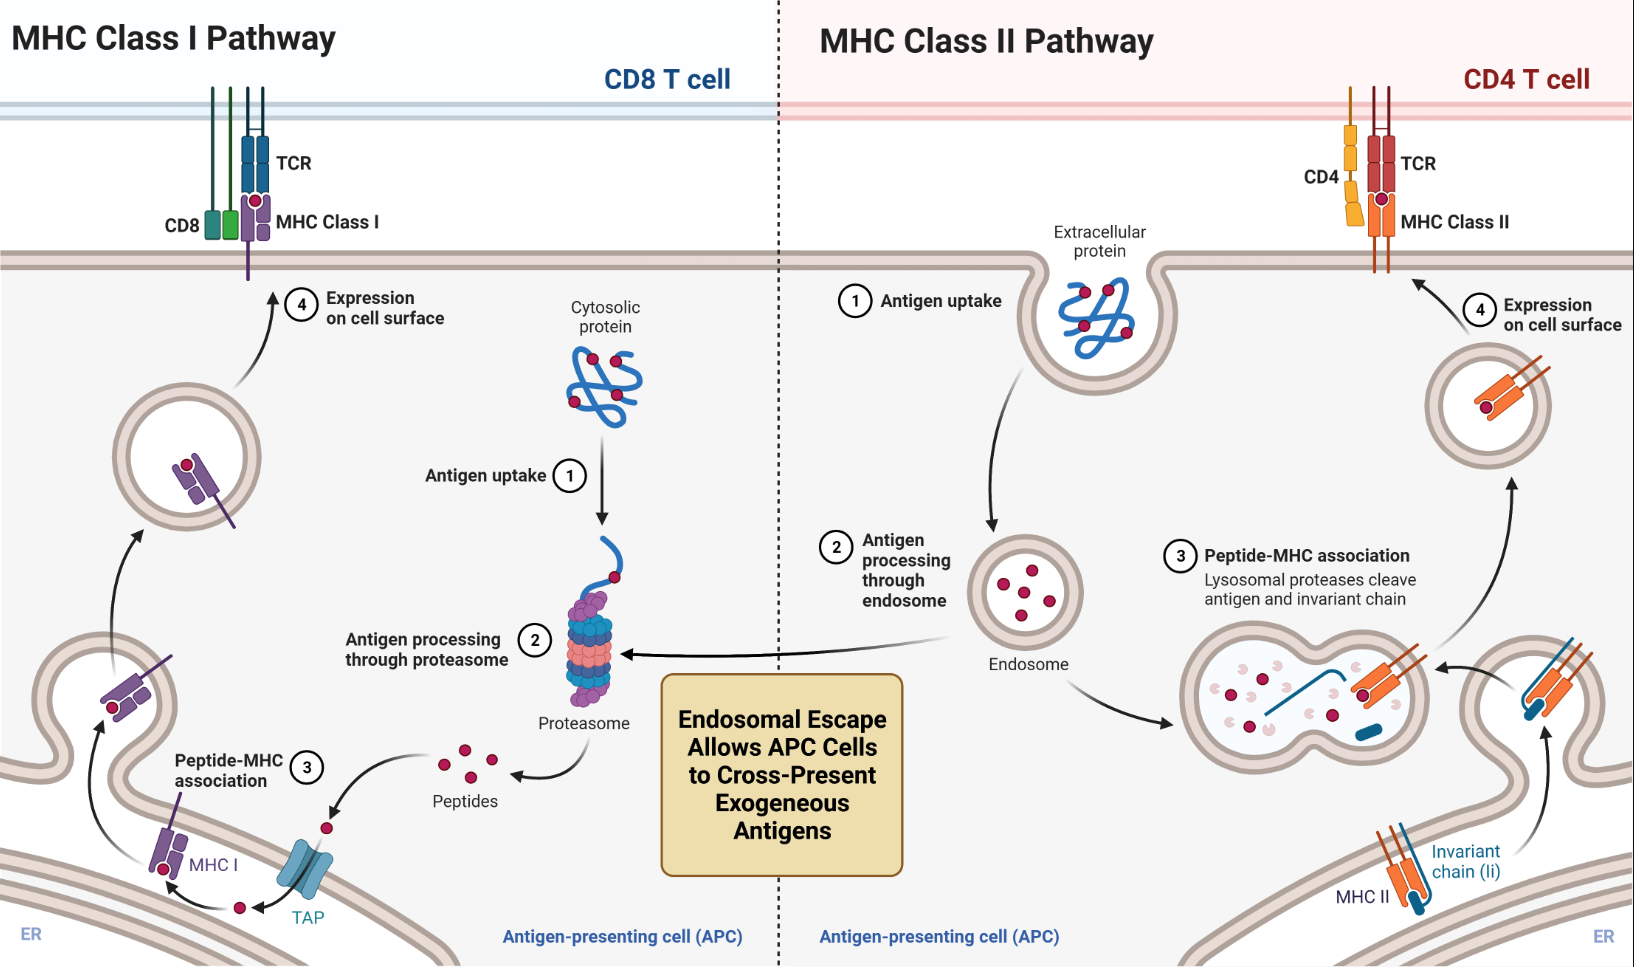 MHC Class I Pathway
CD8 T cell
TCR
CD8
MHC Class I
4
Expression
on cell surface
Cytosolic
protein
Antigen uptake
1
Antigen processing
through proteasome
2
Proteasome
Peptides
Peptide-MHC
association
3
MHC I
TAP
ER
Antigen-presenting cell (APC)
Endosomal Escape
Allows APC Cells
to Cross-Present
Exogeneous
Antigens
MHC Class II Pathway
CD4 T cell
CD4
TCR
MHC Class II
Extracellular
protein
1
Antigen uptake
4
Expression
on cell surface
2
Antigen
processing
through
endosome
Endosome
3
Peptide-MHC association
Lysosomal proteases cleave
antigen and invariant chain
Invariant
chain (Ii)
MHC II
Antigen-presenting cell (APC)
ER